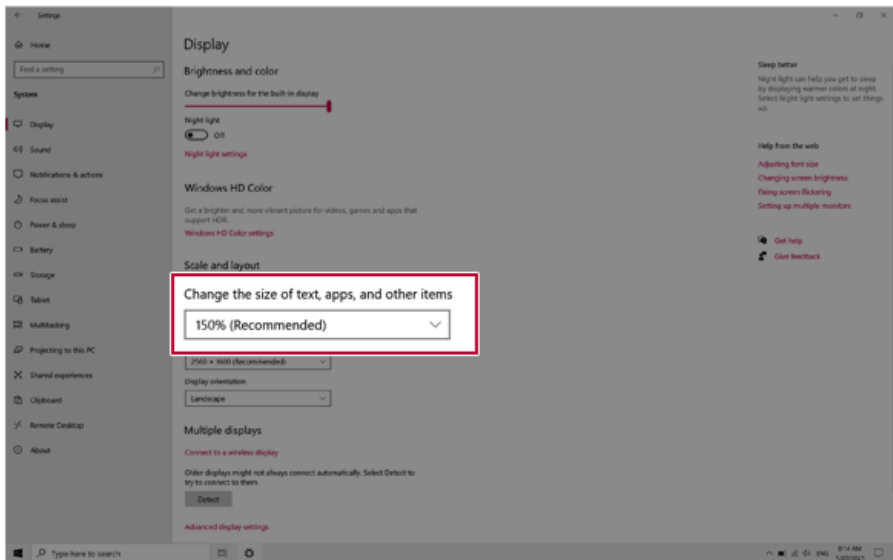 Settings
Home
Find a setting
System
Display
Sound
Notifications & actions
Focus assist
Power & sleep
Battery
Storage
Tablet
Multitasking
Projecting to this PC
Shared experiences
Clipboard
Remote Desktop
About
Display
Brightness and color
Change brightness for the built-in display
Night light
Off
Night light settings
Windows HD Color
Get a brighter and more vibrant picture for videos, games and apps that
support HDR.
Windows HD Color settings
Scale and layout
Change the size of text, apps, and other items
150% (Recommended)
2560 × 1600 (Recommended)
Display orientation
Landscape
Multiple displays
Connect to a wireless display
Older displays might not always connect automatically. Select Detect to
try to connect to them.
Detect
Advanced display settings
Sleep better
Night light can help you get to sleep
by displaying warmer colors at night.
Select Night light settings to set things
up.
Help from the web
Adjusting font size
Changing screen brightness
Fixing screen flickering
Setting up multiple monitors
Get help
Give feedback
Type here to search
ENG
8:14 AM
1/20/2021